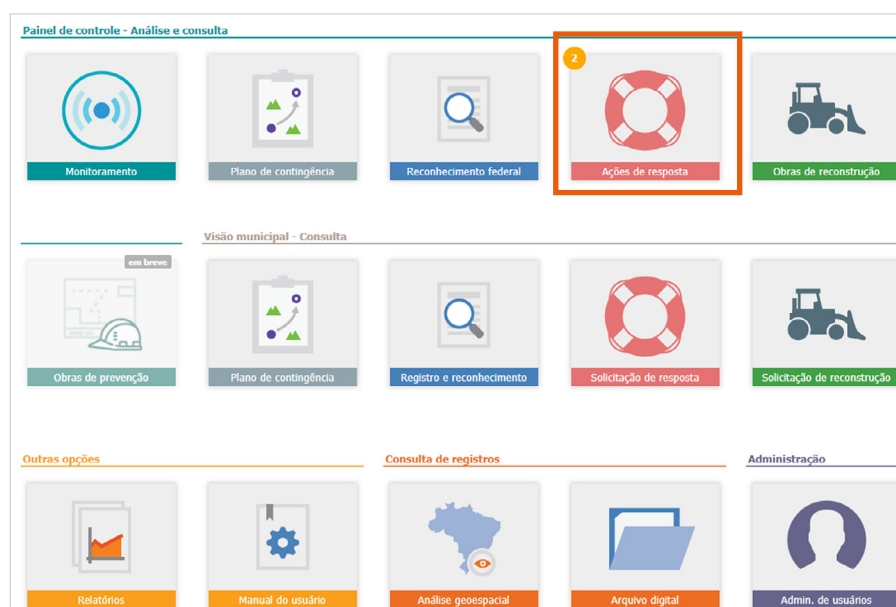 Painel de controle - Análise e consulta
2
Monitoramento
Plano de contingência
Reconhecimento federal
Ações de resposta
Obras de reconstrução
Visão municipal - Consulta
em breve
Obras de prevenção
Plano de contingência
Registro e reconhecimento
Solicitação de resposta
Solicitação de reconstrução
Outras opções
Consulta de registros
Administração
Relatórios
Manual do usuário
Análise geoespacial
Arquivo digital
Admin. de usuários